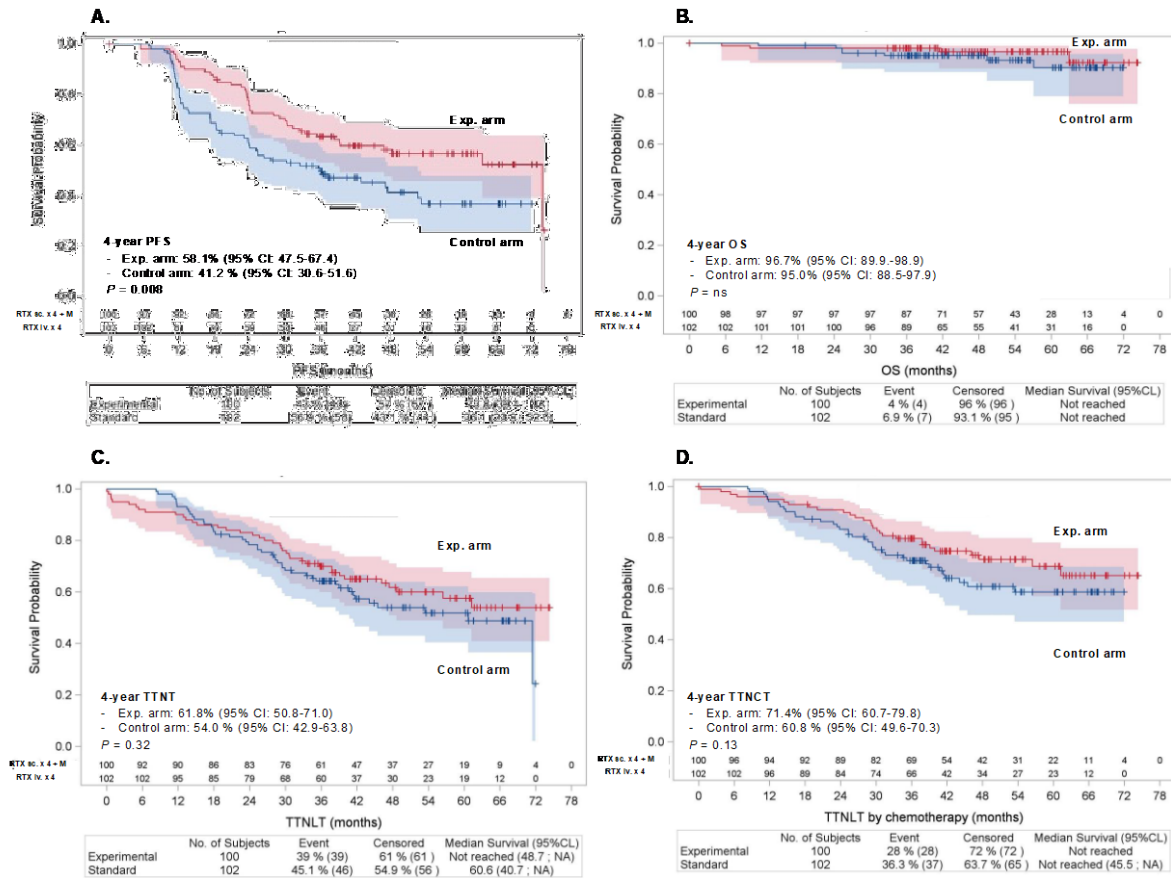 A.
Exp. arm
Control arm
4-year PFS
- Exp. arm: 58.1% (95% CI: 47.5-67.4)
- Control arm: 41.2 % (95% CI: 30.6-51.6)
P = 0.008
RTX sc. x 4 + M
RTX iv. x 4
PFS (months)
B.
Survival Probability
1.0
0.8
0.6
0.4
0.2
0.0
Exp. arm
Control arm
4-year OS
- Exp. arm: 96.7% (95% CI: 89.9.-98.9)
- Control arm: 95.0% (95% CI: 88.5-97.9)
P = ns
RTX sc. x 4 + M 100 98 97 97 97 97 87 71 57 43 28 13 4 0
RTX iv. x 4 102 102 101 101 100 96 89 65 55 41 31 16 0
0 6 12 18 24 30 36 42 48 54 60 66 72 78
OS (months)
No. of Subjects Event Censored Median Survival (95%CL)
Experimental 100 4 % (4) 96 % (96 ) Not reached
Standard 102 6.9 % (7) 93.1 % (95 ) Not reached
C.
Survival Probability
1.0
0.8
0.6
0.4
0.2
0.0
Exp. arm
Control arm
4-year TTNT
- Exp. arm: 61.8% (95% CI: 50.8-71.0)
- Control arm: 54.0 % (95% CI: 42.9-63.8)
P = 0.32
RTX sc. x 4 + M 100 92 90 86 83 76 61 47 37 27 19 9 4 0
RTX iv. x 4 102 102 95 85 79 68 60 37 30 23 19 12 0
0 6 12 18 24 30 36 42 48 54 60 66 72 78
TTNLT (months)
No. of Subjects Event Censored Median Survival (95%CL)
Experimental 100 39 % (39) 61 % (61 ) Not reached (48.7 ; NA)
Standard 102 45.1 % (46) 54.9 % (56 ) 60.6 (40.7 ; NA)
D.
Survival Probability
1.0
0.8
0.6
0.4
0.2
0.0
Exp. arm
Control arm
4-year TTNCT
- Exp. arm: 71.4% (95% CI: 60.7-79.8)
- Control arm: 60.8 % (95% CI: 49.6-70.3)
P = 0.13
RTX sc. x 4 + M 100 96 94 92 89 82 69 54 42 31 22 11 4 0
RTX iv. x 4 102 102 96 89 84 74 66 42 34 27 23 12 0
0 6 12 18 24 30 36 42 48 54 60 66 72 78
TTNLT by chemotherapy (months)
No. of Subjects Event Censored Median Survival (95%CL)
Experimental 100 28 % (28) 72 % (72 ) Not reached
Standard 102 36.3 % (37) 63.7 % (65 ) Not reached (45.5 ; NA)